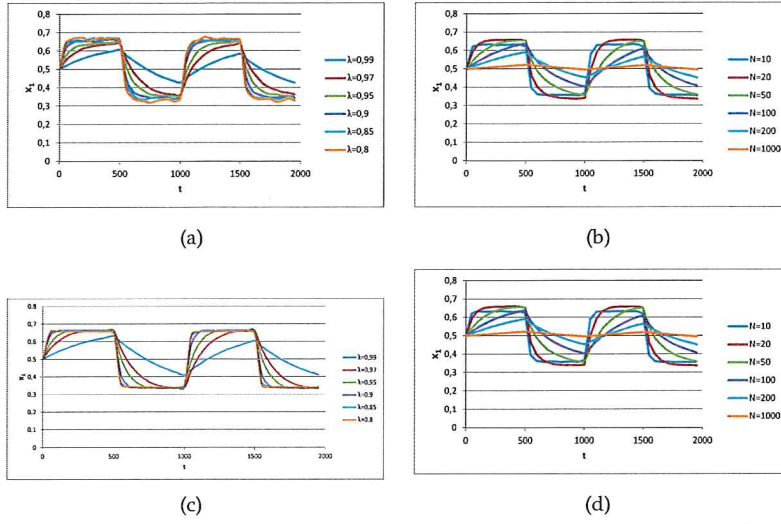 0,8
0,7
0,6
0,5
0,4
0,3
0,2
0,1
0
x1
0 500 1000 1500 2000
t
λ=0,99
λ=0,97
λ=0,95
λ=0,9
λ=0,85
λ=0,8
(a)
0,8
0,7
0,6
0,5
0,4
0,3
0,2
0,1
0
x1
0 500 1000 1500 2000
t
N=10
N=20
N=50
N=100
N=200
N=1000
(b)
0.8
0.7
0.6
0.5
0.4
0.3
0.2
0.1
0
x1
0 500 1000 1500 2000
t
λ=0.99
λ=0.97
λ=0.95
λ=0.9
λ=0.85
λ=0.8
(c)
0,8
0,7
0,6
0,5
0,4
0,3
0,2
0,1
0
x1
0 500 1000 1500 2000
t
N=10
N=20
N=50
N=100
N=200
N=1000
(d)